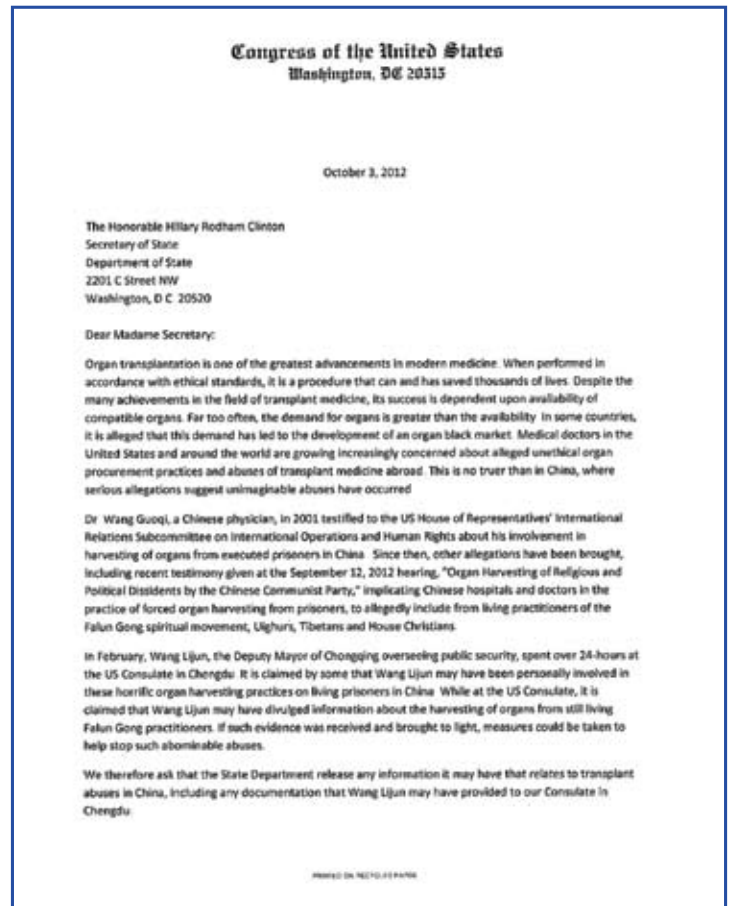 Congress of the United States
Washington, DC 20515
October 3, 2012
The Honorable Hillary Rodham Clinton
Secretary of State
Department of State
2201 C Street NW
Washington, D C 20520
Dear Madame Secretary:
Organ transplantation is one of the greatest advancements in modern medicine. When performed in
accordance with ethical standards, it is a procedure that can and has saved thousands of lives. Despite the
many achievements in the field of transplant medicine, its success is dependent upon availability of
compatible organs. Far too often, the demand for organs is greater than the availability. In some countries,
it is alleged that this demand has led to the development of an organ black market. Medical doctors in the
United States and around the world are growing increasingly concerned about alleged unethical organ
procurement practices and abuses of transplant medicine abroad. This is no truer than in China, where
serious allegations suggest unimaginable abuses have occurred
Dr Wang Guoqi, a Chinese physician, in 2001 testified to the US House of Representatives' International
Relations Subcommittee on International Operations and Human Rights about his involvement in
harvesting of organs from executed prisoners in China Since then, other allegations have been brought,
including recent testimony given at the September 12, 2012 hearing, "Organ Harvesting of Religious and
Political Dissidents by the Chinese Communist Party," implicating Chinese hospitals and doctors in the
practice of forced organ harvesting from prisoners, to allegedly include from living practitioners of the
Falun Gong spiritual movement, Uighurs, Tibetans and House Christians
In February, Wang Lijun, the Deputy Mayor of Chongqing overseeing public security, spent over 24-hours at
the US Consulate in Chengdu It is claimed by some that Wang Lijun may have been personally involved in
these horrific organ harvesting practices on living prisoners in China While at the US Consulate, it is
claimed that Wang Lijun may have divulged information about the harvesting of organs from still living
Falun Gong practitioners. If such evidence was received and brought to light, measures could be taken to
help stop such abominable abuses.
We therefore ask that the State Department release any information it may have that relates to transplant
abuses in China, including any documentation that Wang Lijun may have provided to our Consulate in
Chengdu
PRINTED ON RECYCLED PAPER